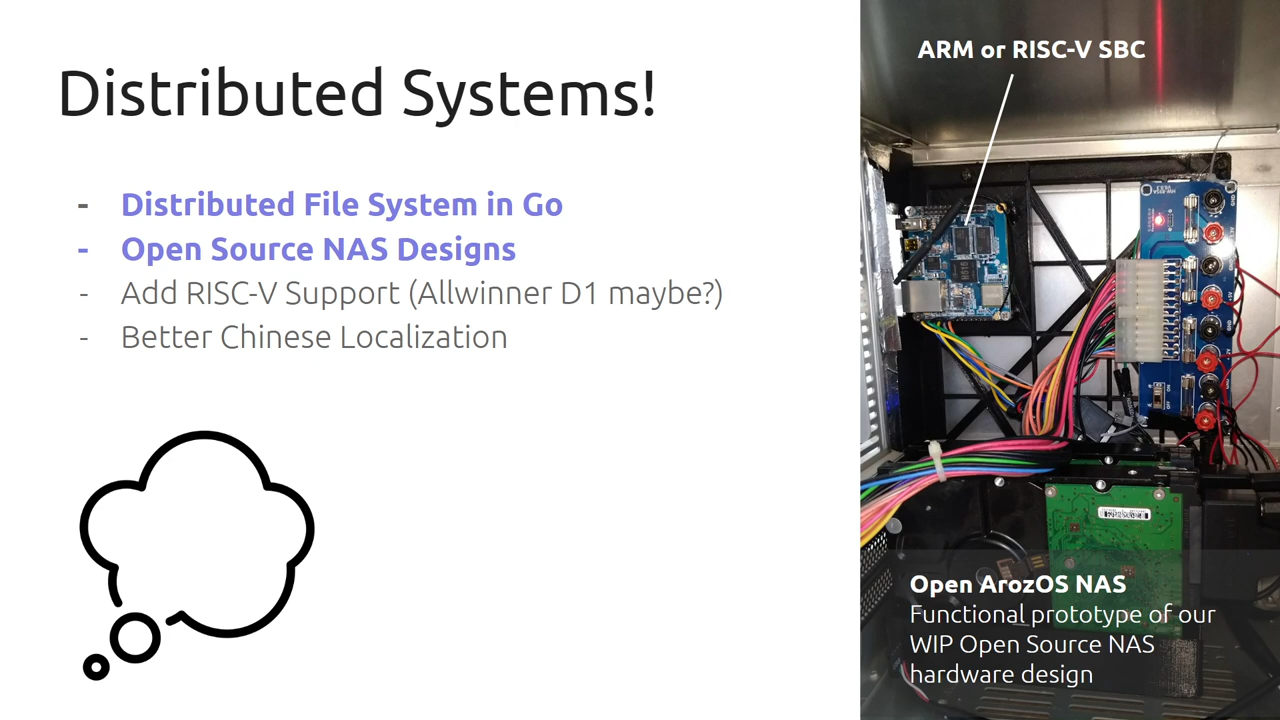 Distributed Systems!
- Distributed File System in Go
- Open Source NAS Designs
- Add RISC-V Support (Allwinner D1 maybe?)
- Better Chinese Localization
ARM or RISC-V SBC
Open ArozOS NAS
Functional prototype of our
WIP Open Source NAS
hardware design